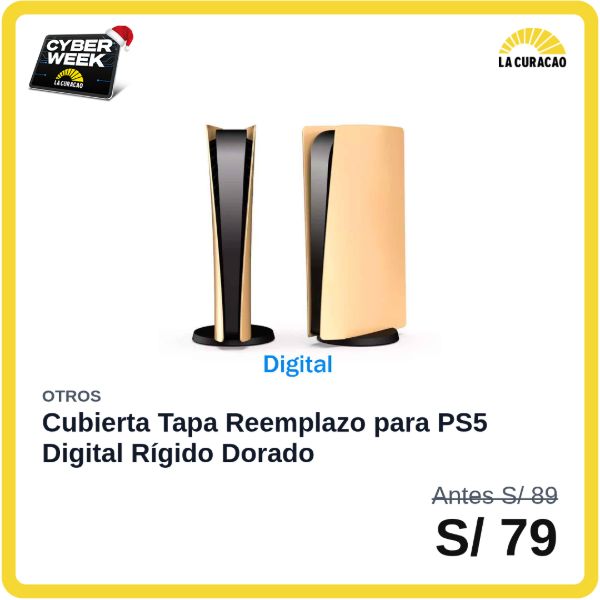 CYBER
WEEK
LA CURACAO
LA CURACAO
Digital
OTROS
Cubierta Tapa Reemplazo para PS5
Digital Rígido Dorado
Antes S/ 89
S/ 79